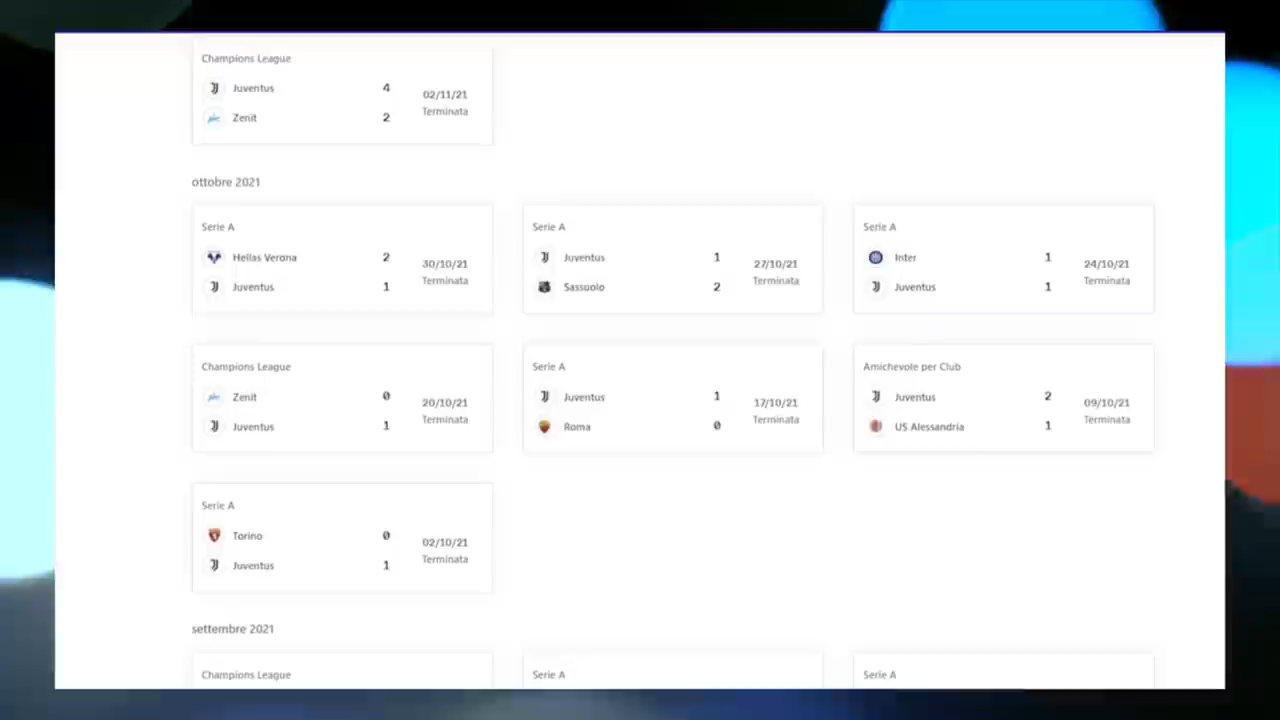 Champions League
Juventus 4
02/11/21
Zenit 2
Terminata
ottobre 2021
Serie A
Hellas Verona 2
30/10/21
Juventus 1
Terminata
Serie A
Juventus 1
27/10/21
Sassuolo 2
Terminata
Serie A
Inter 1
24/10/21
Juventus 1
Terminata
Champions League
Zenit 0
20/10/21
Juventus 1
Terminata
Serie A
Juventus 1
17/10/21
Roma 0
Terminata
Amichevole per Club
Juventus 2
09/10/21
US Alessandria 1
Terminata
Serie A
Torino 0
02/10/21
Juventus 1
Terminata
settembre 2021
Champions League
Serie A
Serie A